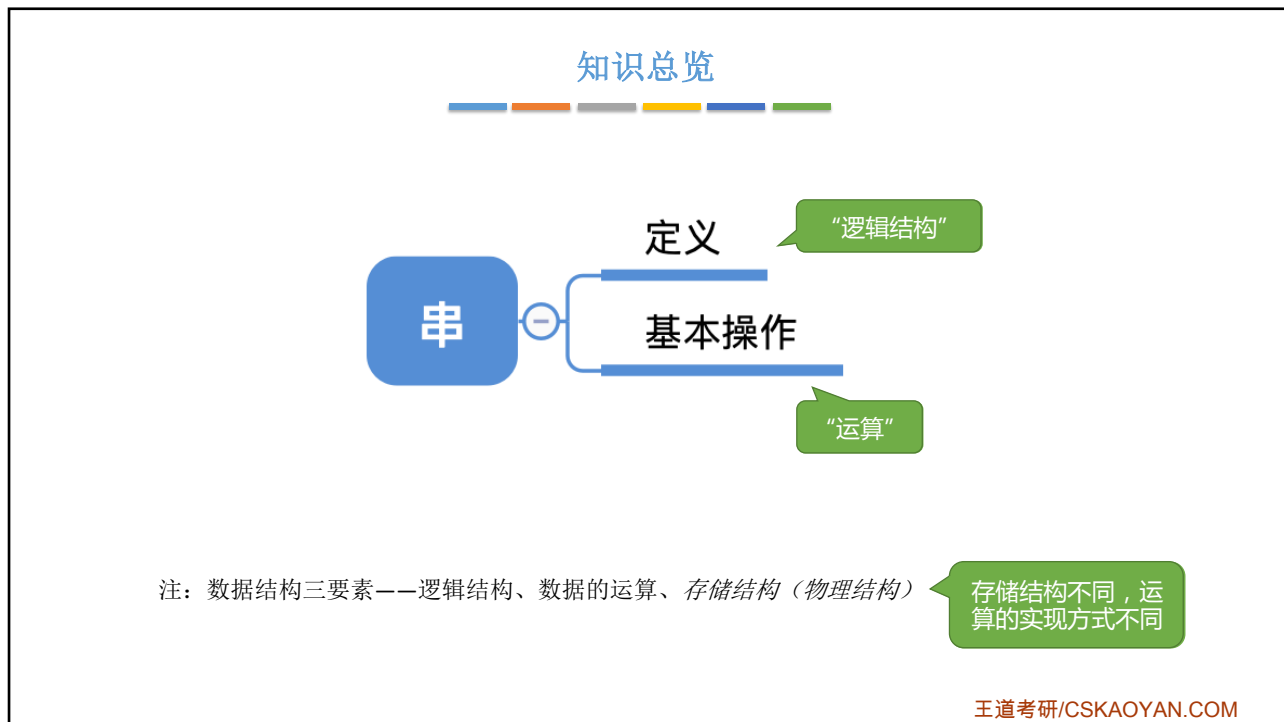 知识总览
串
定义
“逻辑结构”
基本操作
“运算”
注：数据结构三要素——逻辑结构、数据的运算、存储结构（物理结构）
存储结构不同，运
算的实现方式不同
王道考研/CSKAOYAN.COM